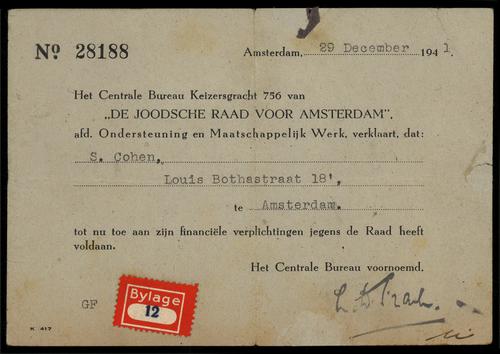 No 28188
Amsterdam, 29 December 1941.
Het Centrale Bureau Keizersgracht 756 van
„DE JOODSCHE RAAD VOOR AMSTERDAM”,
afd. Ondersteuning en Maatschappelijk Werk, verklaart, dat:
S. Cohen,
Louis Bothastraat 18',
te Amsterdam.
tot nu toe aan zijn financiële verplichtingen jegens de Raad heeft
voldaan.
Het Centrale Bureau voornoemd,
GF
Bylage
12
K 417